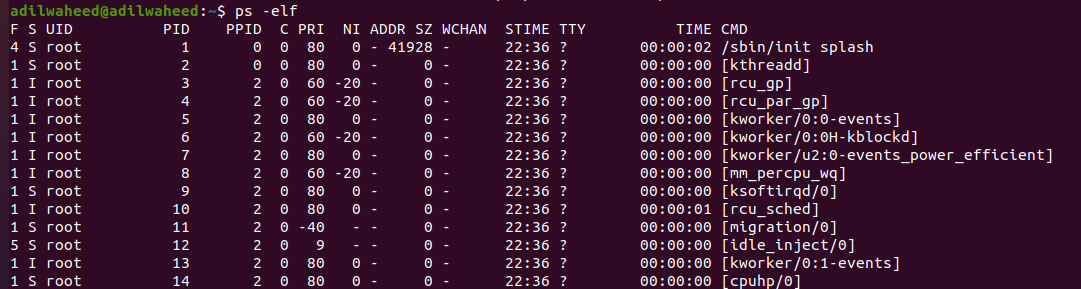 adilwaheed@adilwaheed:~$ ps -elf
F S UID PID PPID C PRI NI ADDR SZ WCHAN STIME TTY TIME CMD
4 S root 1 0 0 80 0 - 41928 - 22:36 ? 00:00:02 /sbin/init splash
1 S root 2 0 0 80 0 - 0 - 22:36 ? 00:00:00 [kthreadd]
1 I root 3 2 0 60 -20 - 0 - 22:36 ? 00:00:00 [rcu_gp]
1 I root 4 2 0 60 -20 - 0 - 22:36 ? 00:00:00 [rcu_par_gp]
1 I root 5 2 0 80 0 - 0 - 22:36 ? 00:00:00 [kworker/0:0-events]
1 I root 6 2 0 60 -20 - 0 - 22:36 ? 00:00:00 [kworker/0:0H-kblockd]
1 I root 7 2 0 80 0 - 0 - 22:36 ? 00:00:00 [kworker/u2:0-events_power_efficient]
1 I root 8 2 0 60 -20 - 0 - 22:36 ? 00:00:00 [mm_percpu_wq]
1 S root 9 2 0 80 0 - 0 - 22:36 ? 00:00:00 [ksoftirqd/0]
1 I root 10 2 0 80 0 - 0 - 22:36 ? 00:00:01 [rcu_sched]
1 S root 11 2 0 -40 - - 0 - 22:36 ? 00:00:00 [migration/0]
5 S root 12 2 0 9 - - 0 - 22:36 ? 00:00:00 [idle_inject/0]
1 I root 13 2 0 80 0 - 0 - 22:36 ? 00:00:00 [kworker/0:1-events]
1 S root 14 2 0 80 0 - 0 - 22:36 ? 00:00:00 [cpuhp/0]